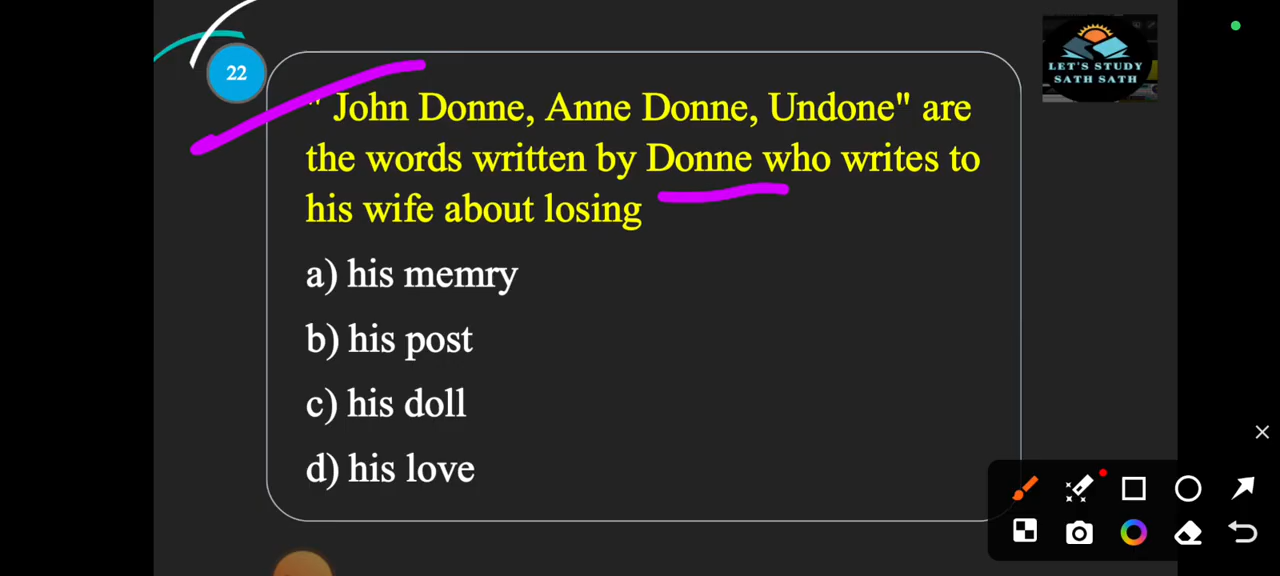 LET'S STUDY
SATH SATH
22
" John Donne, Anne Donne, Undone" are
the words written by Donne who writes to
his wife about losing
a) his memry
b) his post
c) his doll
d) his love